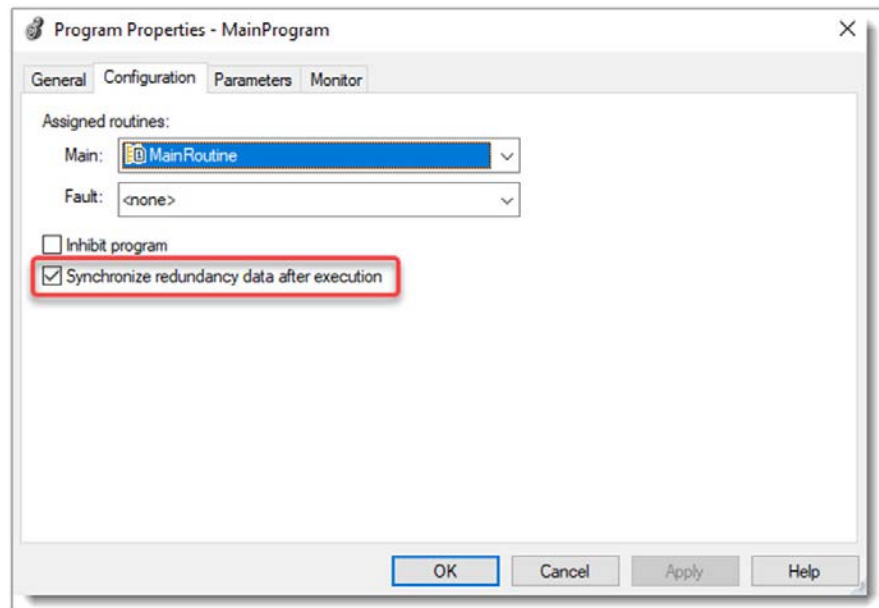 Program Properties - MainProgram
General Configuration Parameters Monitor
Assigned routines:
Main: MainRoutine
Fault: <none>
Inhibit program
Synchronize redundancy data after execution
OK Cancel Apply Help